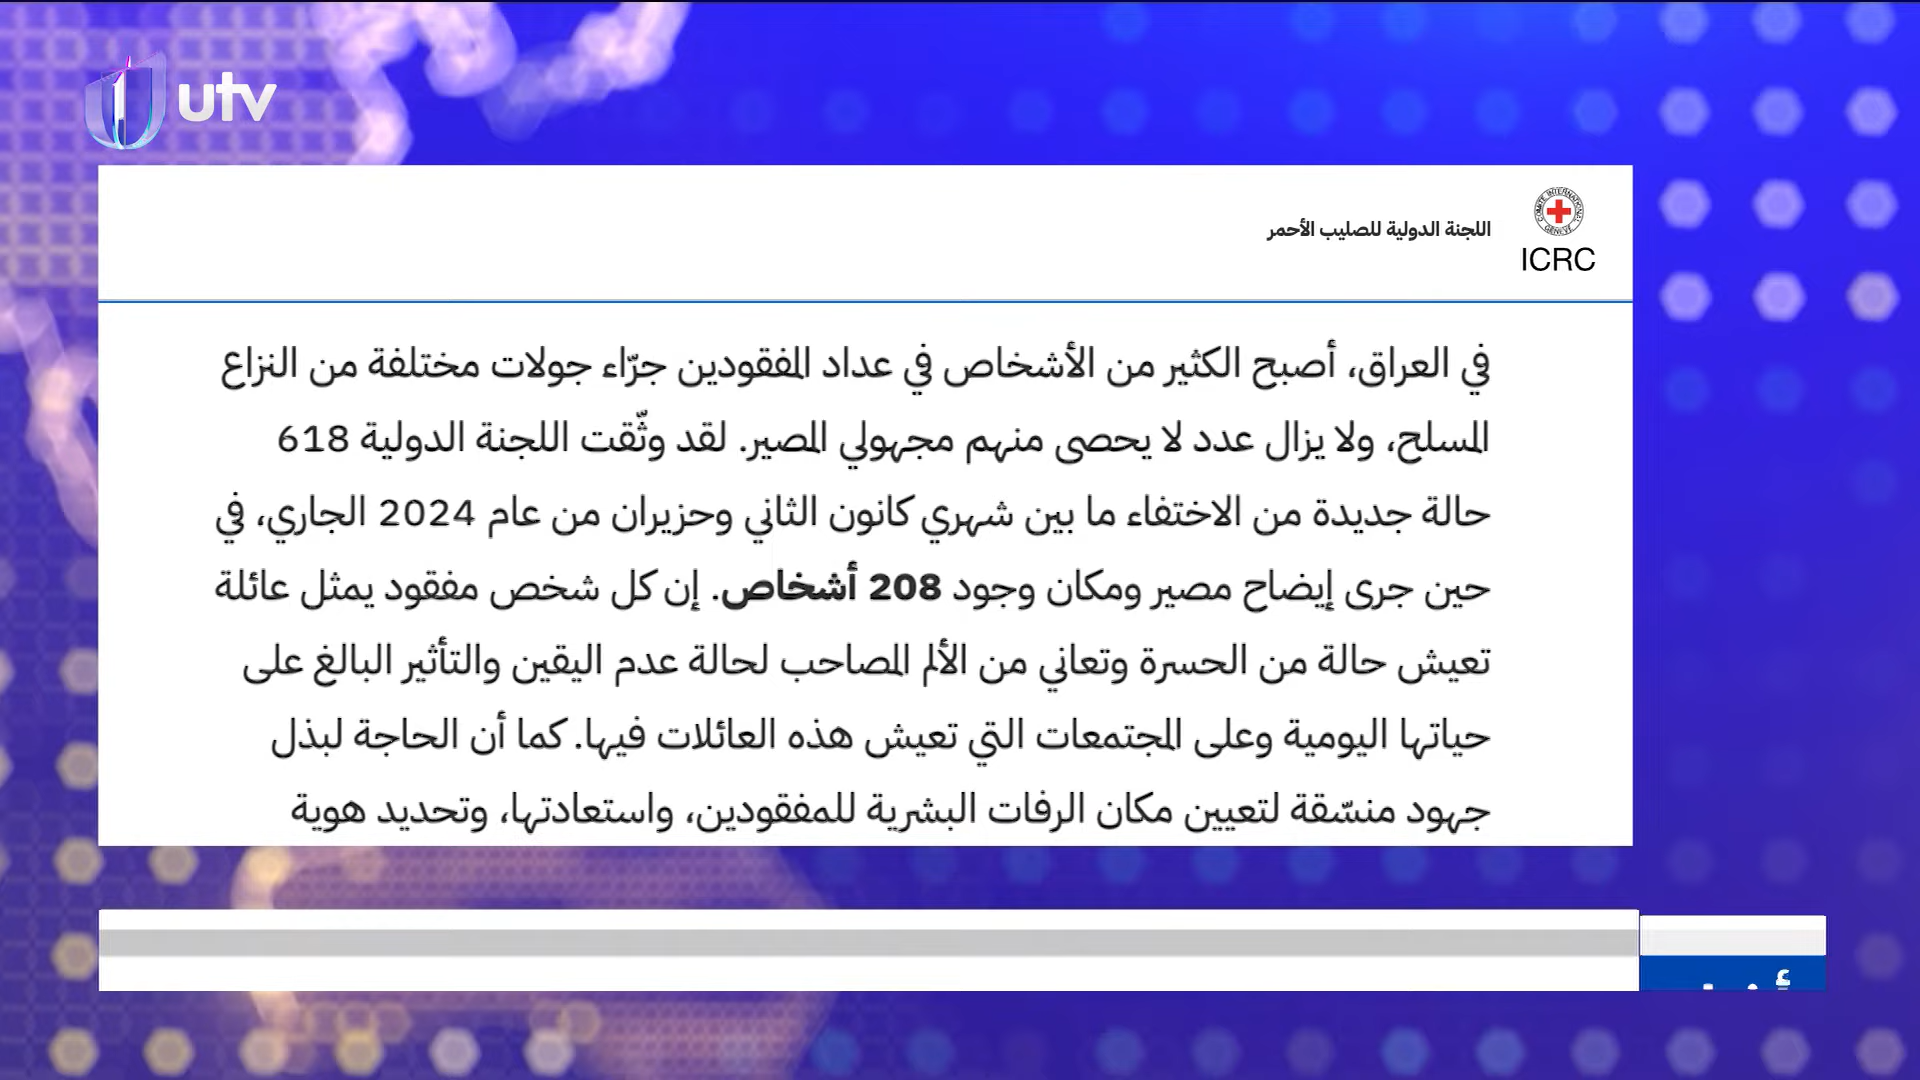 utv
اللجنة الدولية للصليب الأحمر
COMITE INTERNATIONAL GENEVE
ICRC
في العراق، أصبح الكثير من الأشخاص في عداد المفقودين جرّاء جولات مختلفة من النزاع
المسلح، ولا يزال عدد لا يحصى منهم مجهولي المصير. لقد وثّقت اللجنة الدولية 618
حالة جديدة من الاختفاء ما بين شهري كانون الثاني وحزيران من عام 2024 الجاري، في
حين جرى إيضاح مصير ومكان وجود 208 أشخاص. إن كل شخص مفقود يمثل عائلة
تعيش حالة من الحسرة وتعاني من الألم المصاحب لحالة عدم اليقين والتأثير البالغ على
حياتها اليومية وعلى المجتمعات التي تعيش هذه العائلات فيها. كما أن الحاجة لبذل
جهود منسّقة لتعيين مكان الرفات البشرية للمفقودين، واستعادتها، وتحديد هوية